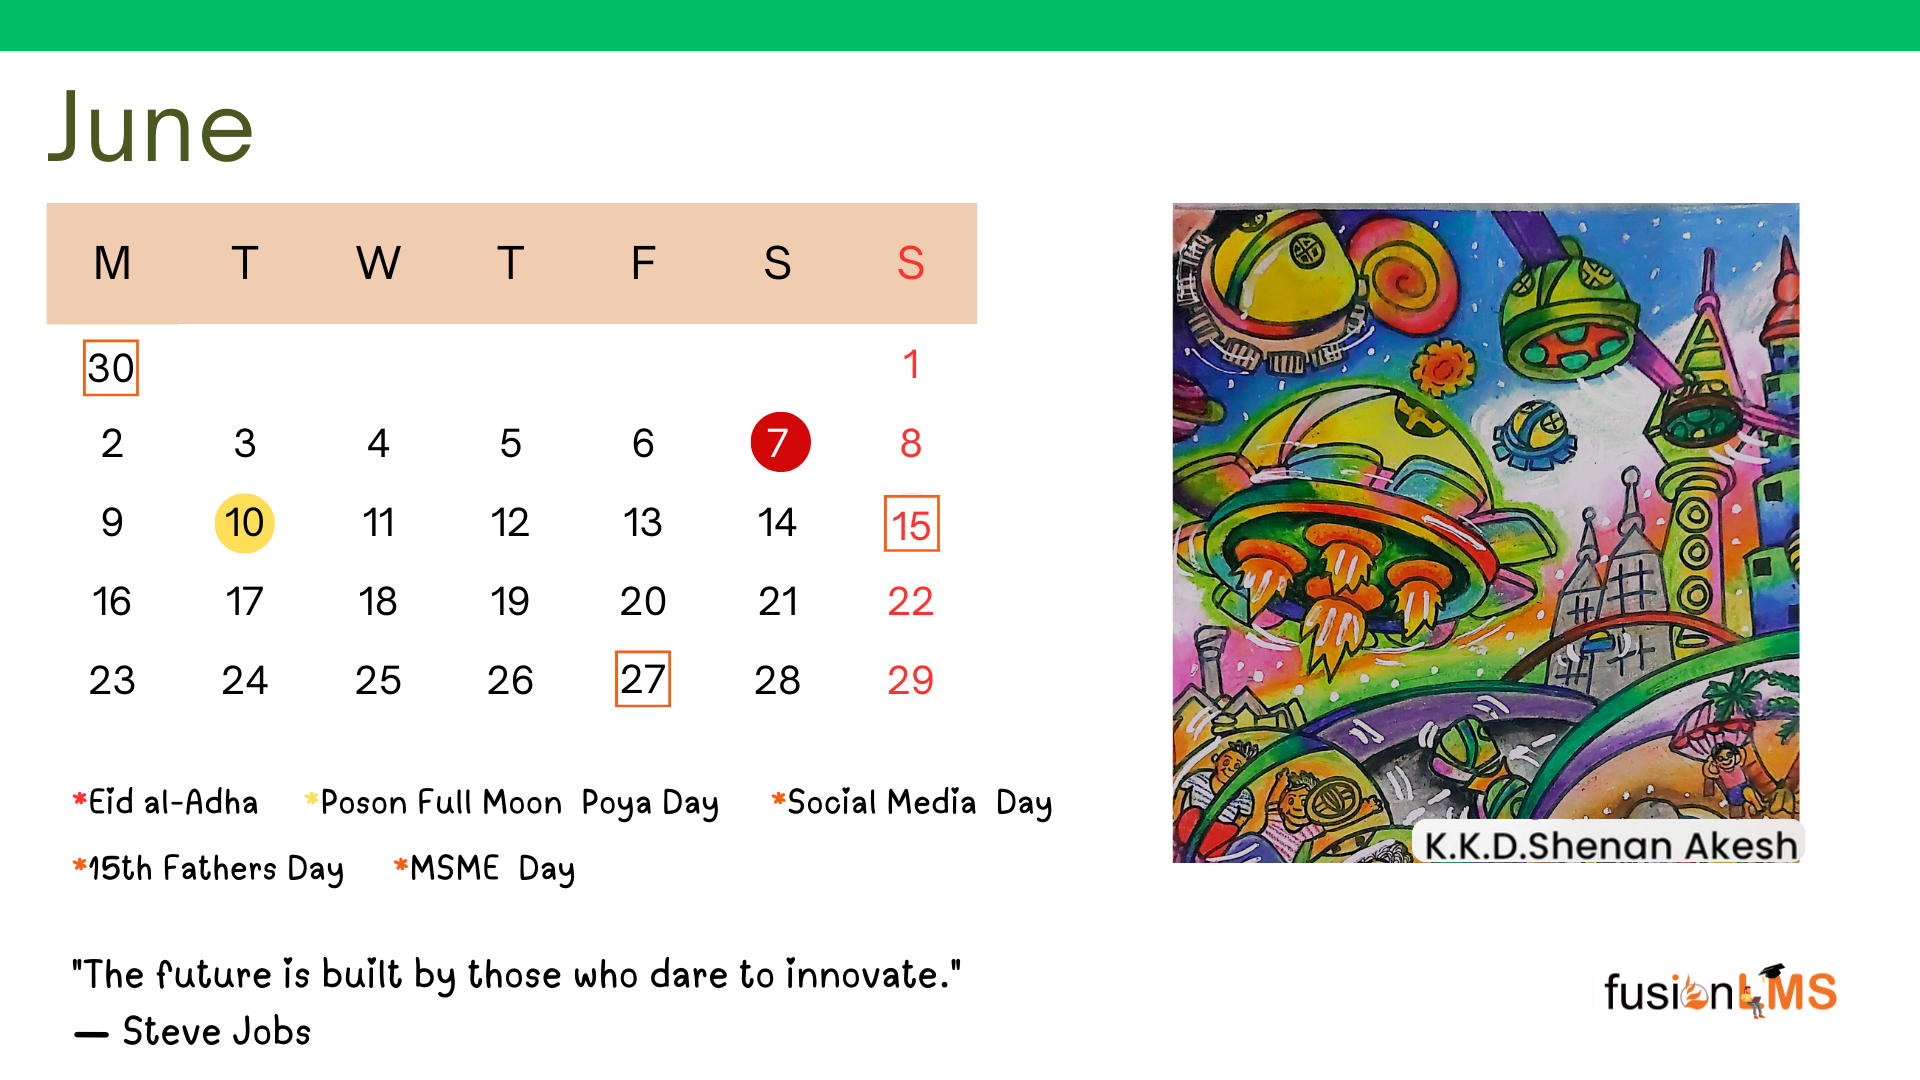 June
M T W T F S S
30 1
2 3 4 5 6 7 8
9 10 11 12 13 14 15
16 17 18 19 20 21 22
23 24 25 26 27 28 29
*Eid al-Adha *Poson Full Moon Poya Day *Social Media Day
*15th Fathers Day *MSME Day
"The future is built by those who dare to innovate."
— Steve Jobs
K.K.D.Shenan Akesh
fusionLMS